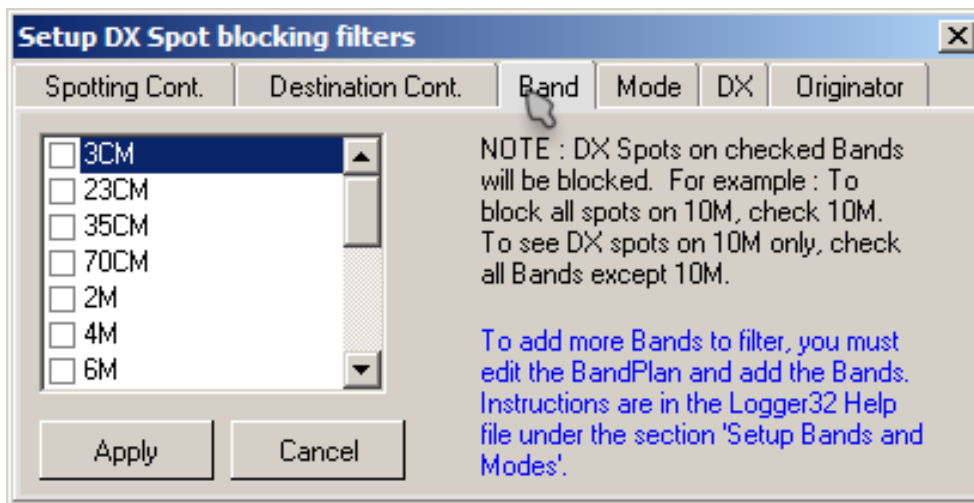 Setup DX Spot blocking filters
Spotting Cont. Destination Cont. Band Mode DX Originator
3CM
23CM
35CM
70CM
2M
4M
6M
NOTE : DX Spots on checked Bands
will be blocked. For example : To
block all spots on 10M, check 10M.
To see DX spots on 10M only, check
all Bands except 10M.
To add more Bands to filter, you must
edit the BandPlan and add the Bands.
Instructions are in the Logger32 Help
file under the section 'Setup Bands and
Modes'.
Apply Cancel